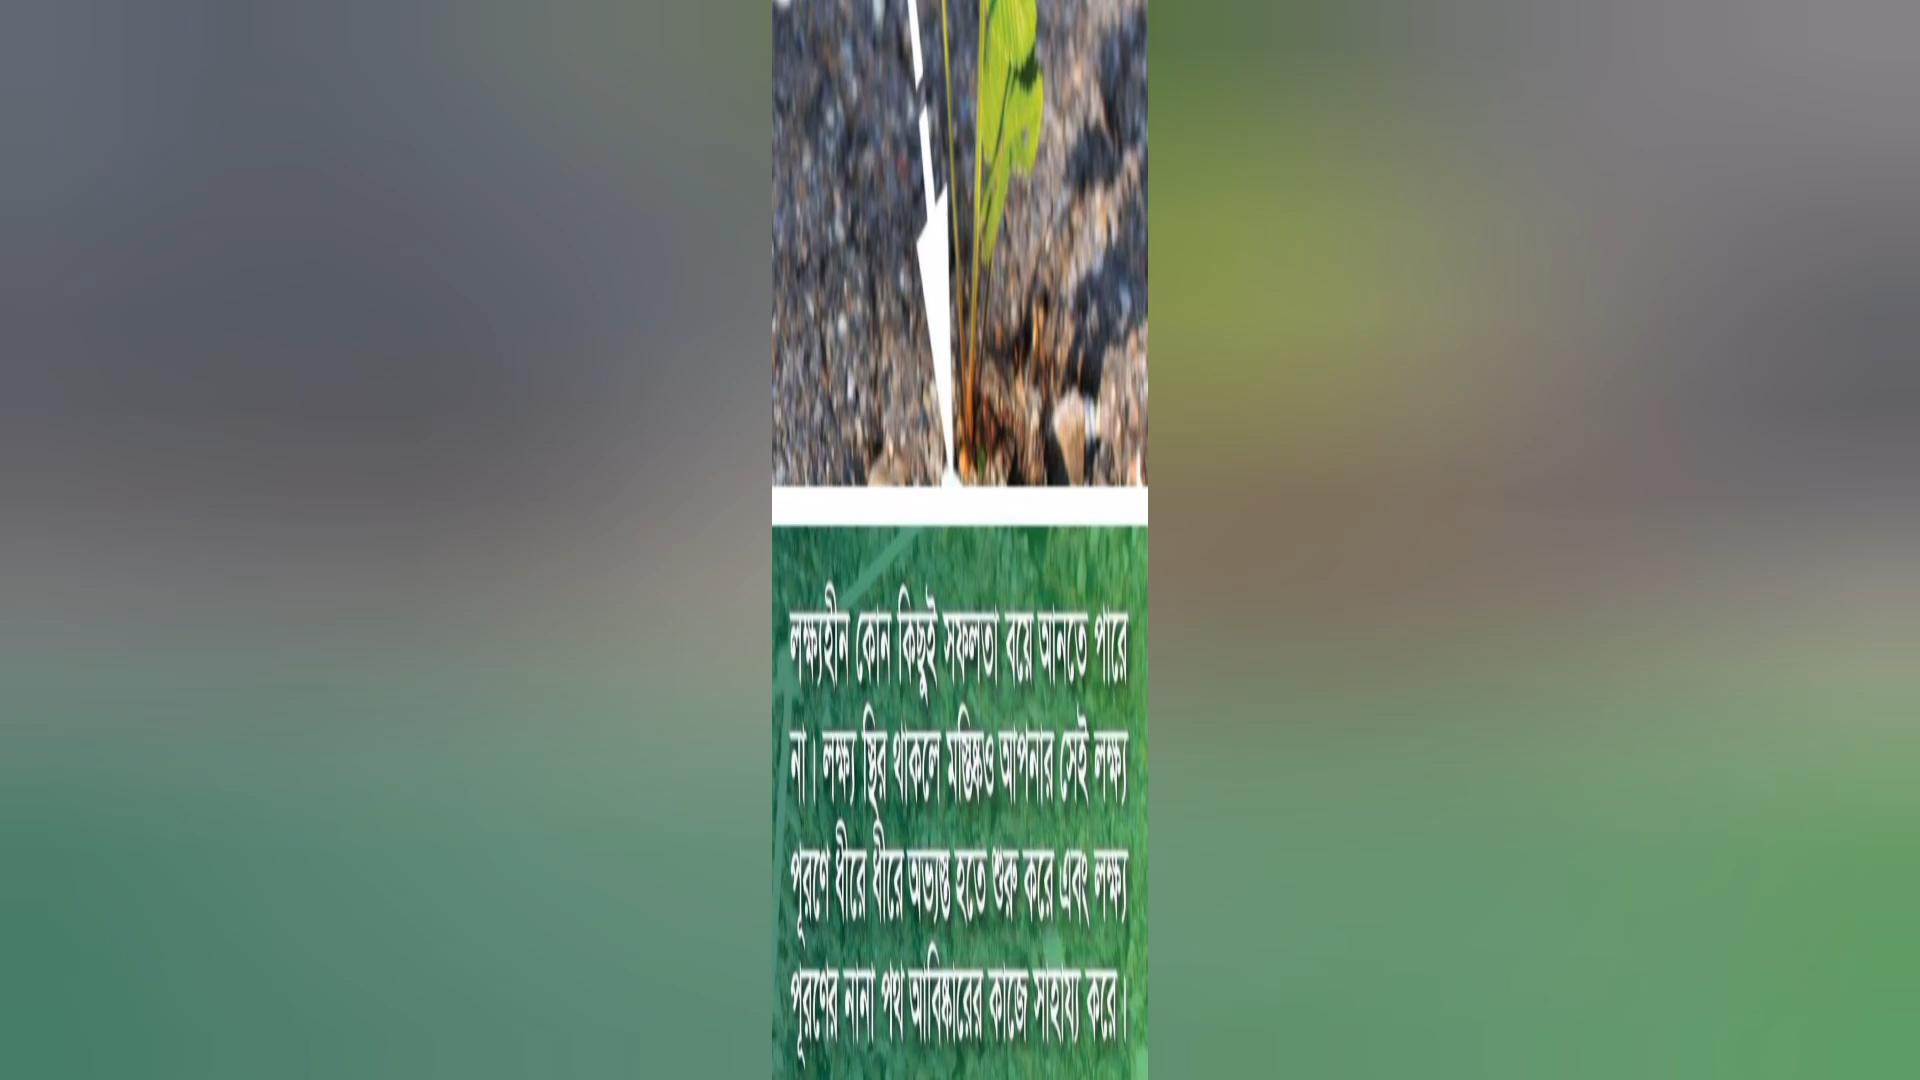 লক্ষ্যহীন কোন কিছুই সফলতা বয়ে আনতে পারে
না। লক্ষ্য স্থির থাকলে মস্তিষ্কও আপনার সেই লক্ষ্য
পূরণে ধীরে ধীরে অভ্যস্ত হতে শুরু করে এবং লক্ষ্য
পূরণের নানা পথ আবিষ্কারের কাজে সাহায্য করে।